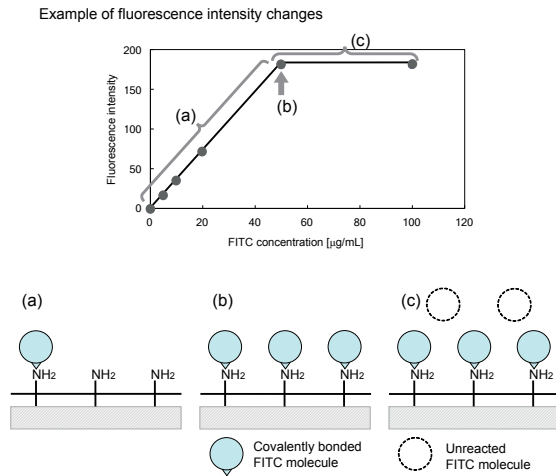 Example of fluorescence intensity changes
(c)
200
150
100
50
0
(a)
(b)
Fluorescence intensity
0 20 40 60 80 100 120
FITC concentration [µg/mL]
(a) (b) (c)
NH2 NH2 NH2 NH2 NH2 NH2 NH2 NH2 NH2
Covalently bonded
FITC molecule
Unreacted
FITC molecule